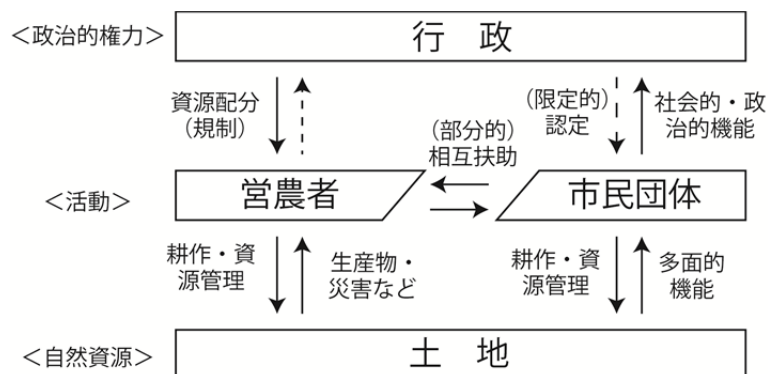 ＜政治的権力＞
行　政
資源配分
（規制）
（限定的）
認定
社会的・政
治的機能
（部分的）
相互扶助
＜活動＞
営農者
市民団体
耕作・資
源管理
生産物・
災害など
耕作・資
源管理
多面的
機能
＜自然資源＞
土　地